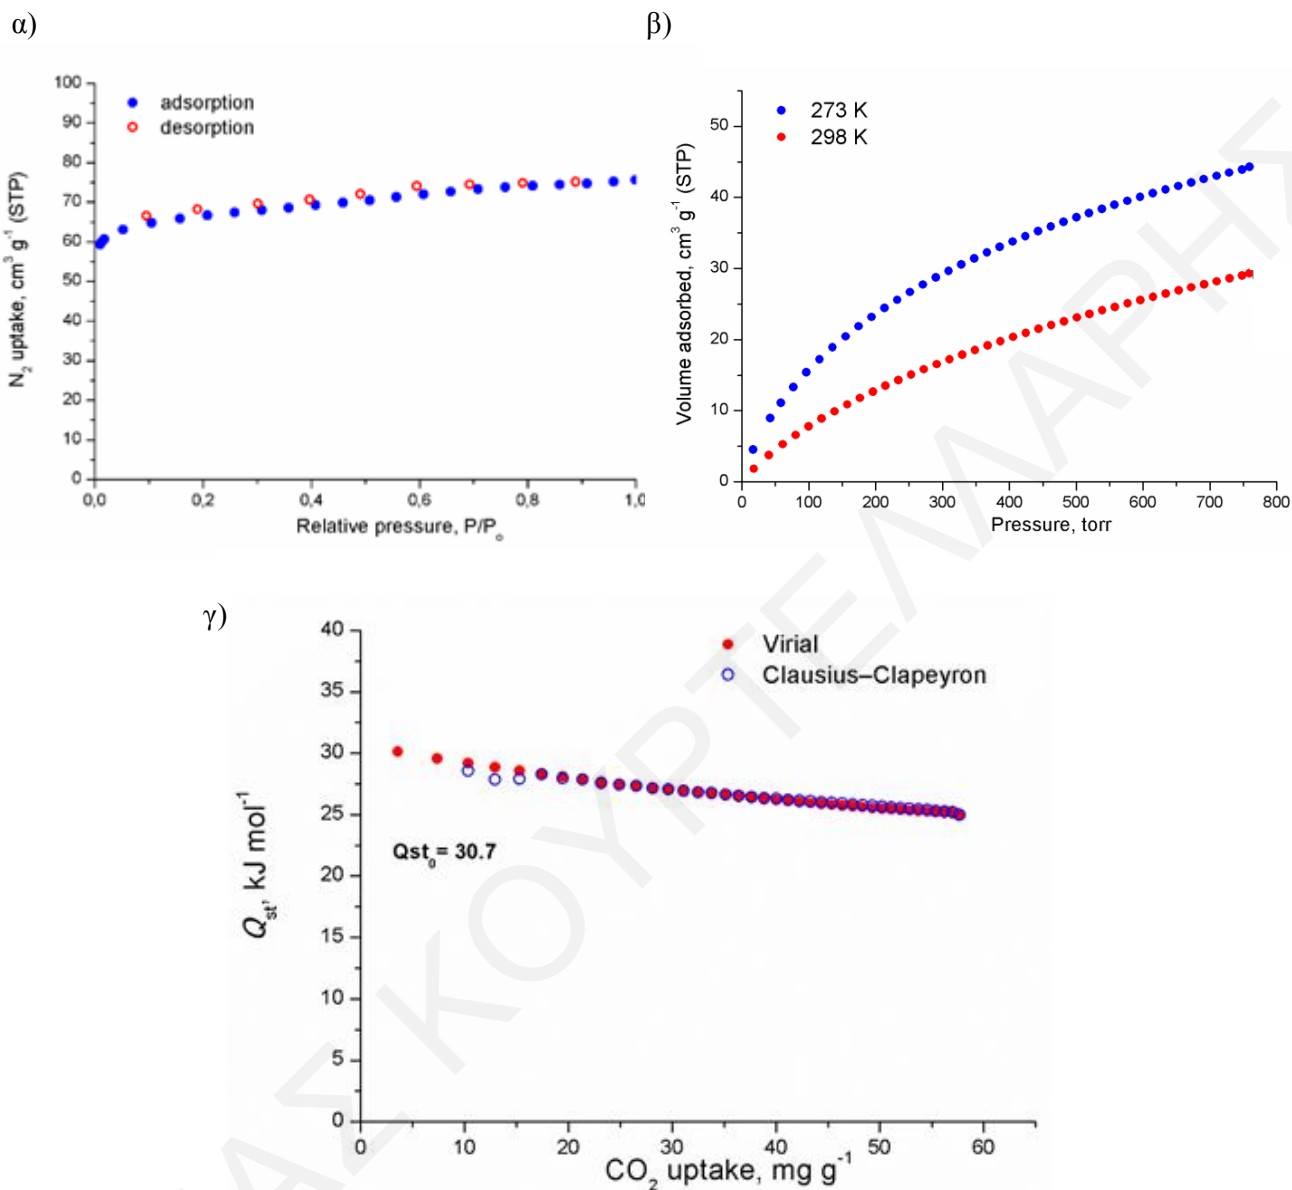 α)
β)
100
90
80
70
60
50
40
30
20
10
0
adsorption
desorption
N₂ uptake, cm³ g⁻¹ (STP)
0,0 0,2 0,4 0,6 0,8 1,0
Relative pressure, P/P₀
50
40
30
20
10
0
273 K
298 K
Volume adsorbed, cm³ g⁻¹ (STP)
0 100 200 300 400 500 600 700 800
Pressure, torr
γ)
40
35
30
25
20
15
10
5
0
Virial
Clausius–Clapeyron
Qst₀= 30.7
Qst, kJ mol⁻¹
0 10 20 30 40 50 60
CO₂ uptake, mg g⁻¹
ΑΣ ΚΟΥΡΤΕΛΛΑΡΗΣ